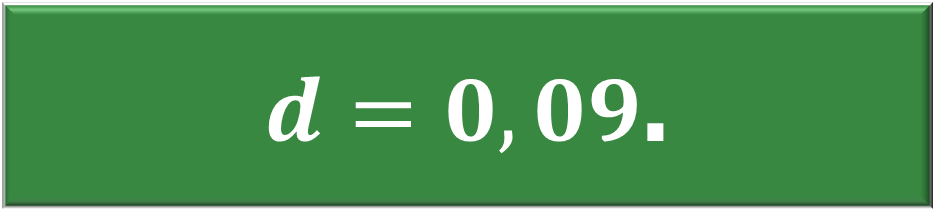 d = 0,09.